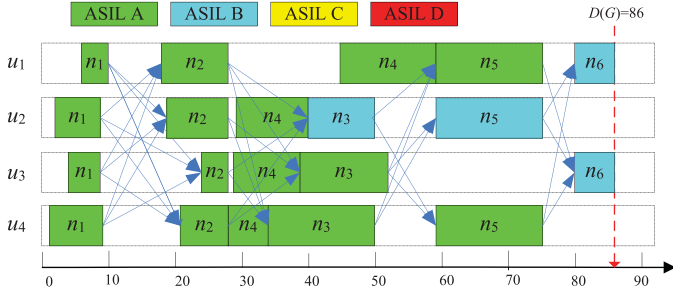 ASIL A ASIL B ASIL C ASIL D D(G)=86
u1 n1 n2 n4 n5 n6
u2 n1 n2 n4 n3 n5
u3 n1 n2 n4 n3 n6
u4 n1 n2 n4 n3 n5
0 10 20 30 40 50 60 70 80 90